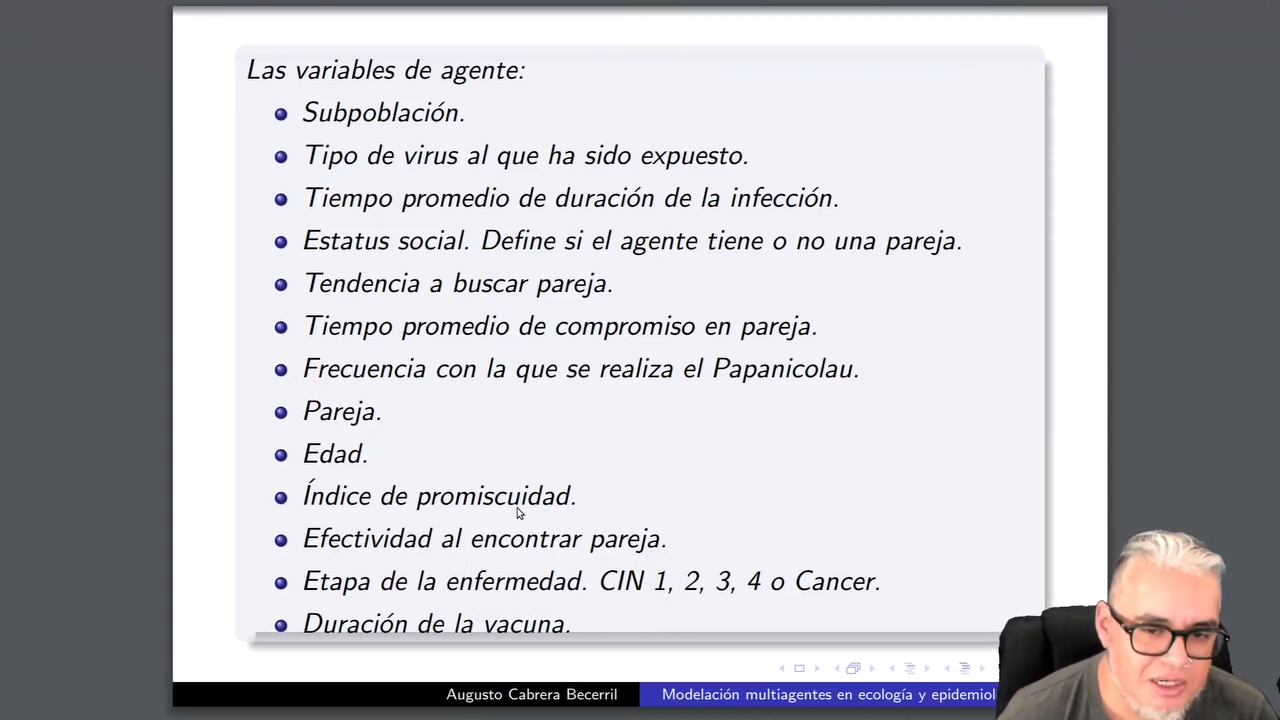 Las variables de agente:
Subpoblación.
Tipo de virus al que ha sido expuesto.
Tiempo promedio de duración de la infección.
Estatus social. Define si el agente tiene o no una pareja.
Tendencia a buscar pareja.
Tiempo promedio de compromiso en pareja.
Frecuencia con la que se realiza el Papanicolau.
Pareja.
Edad.
Índice de promiscuidad.
Efectividad al encontrar pareja.
Etapa de la enfermedad. CIN 1, 2, 3, 4 o Cancer.
Duración de la vacuna.
Augusto Cabrera Becerril
Modelación multiagentes en ecología y epidemiol